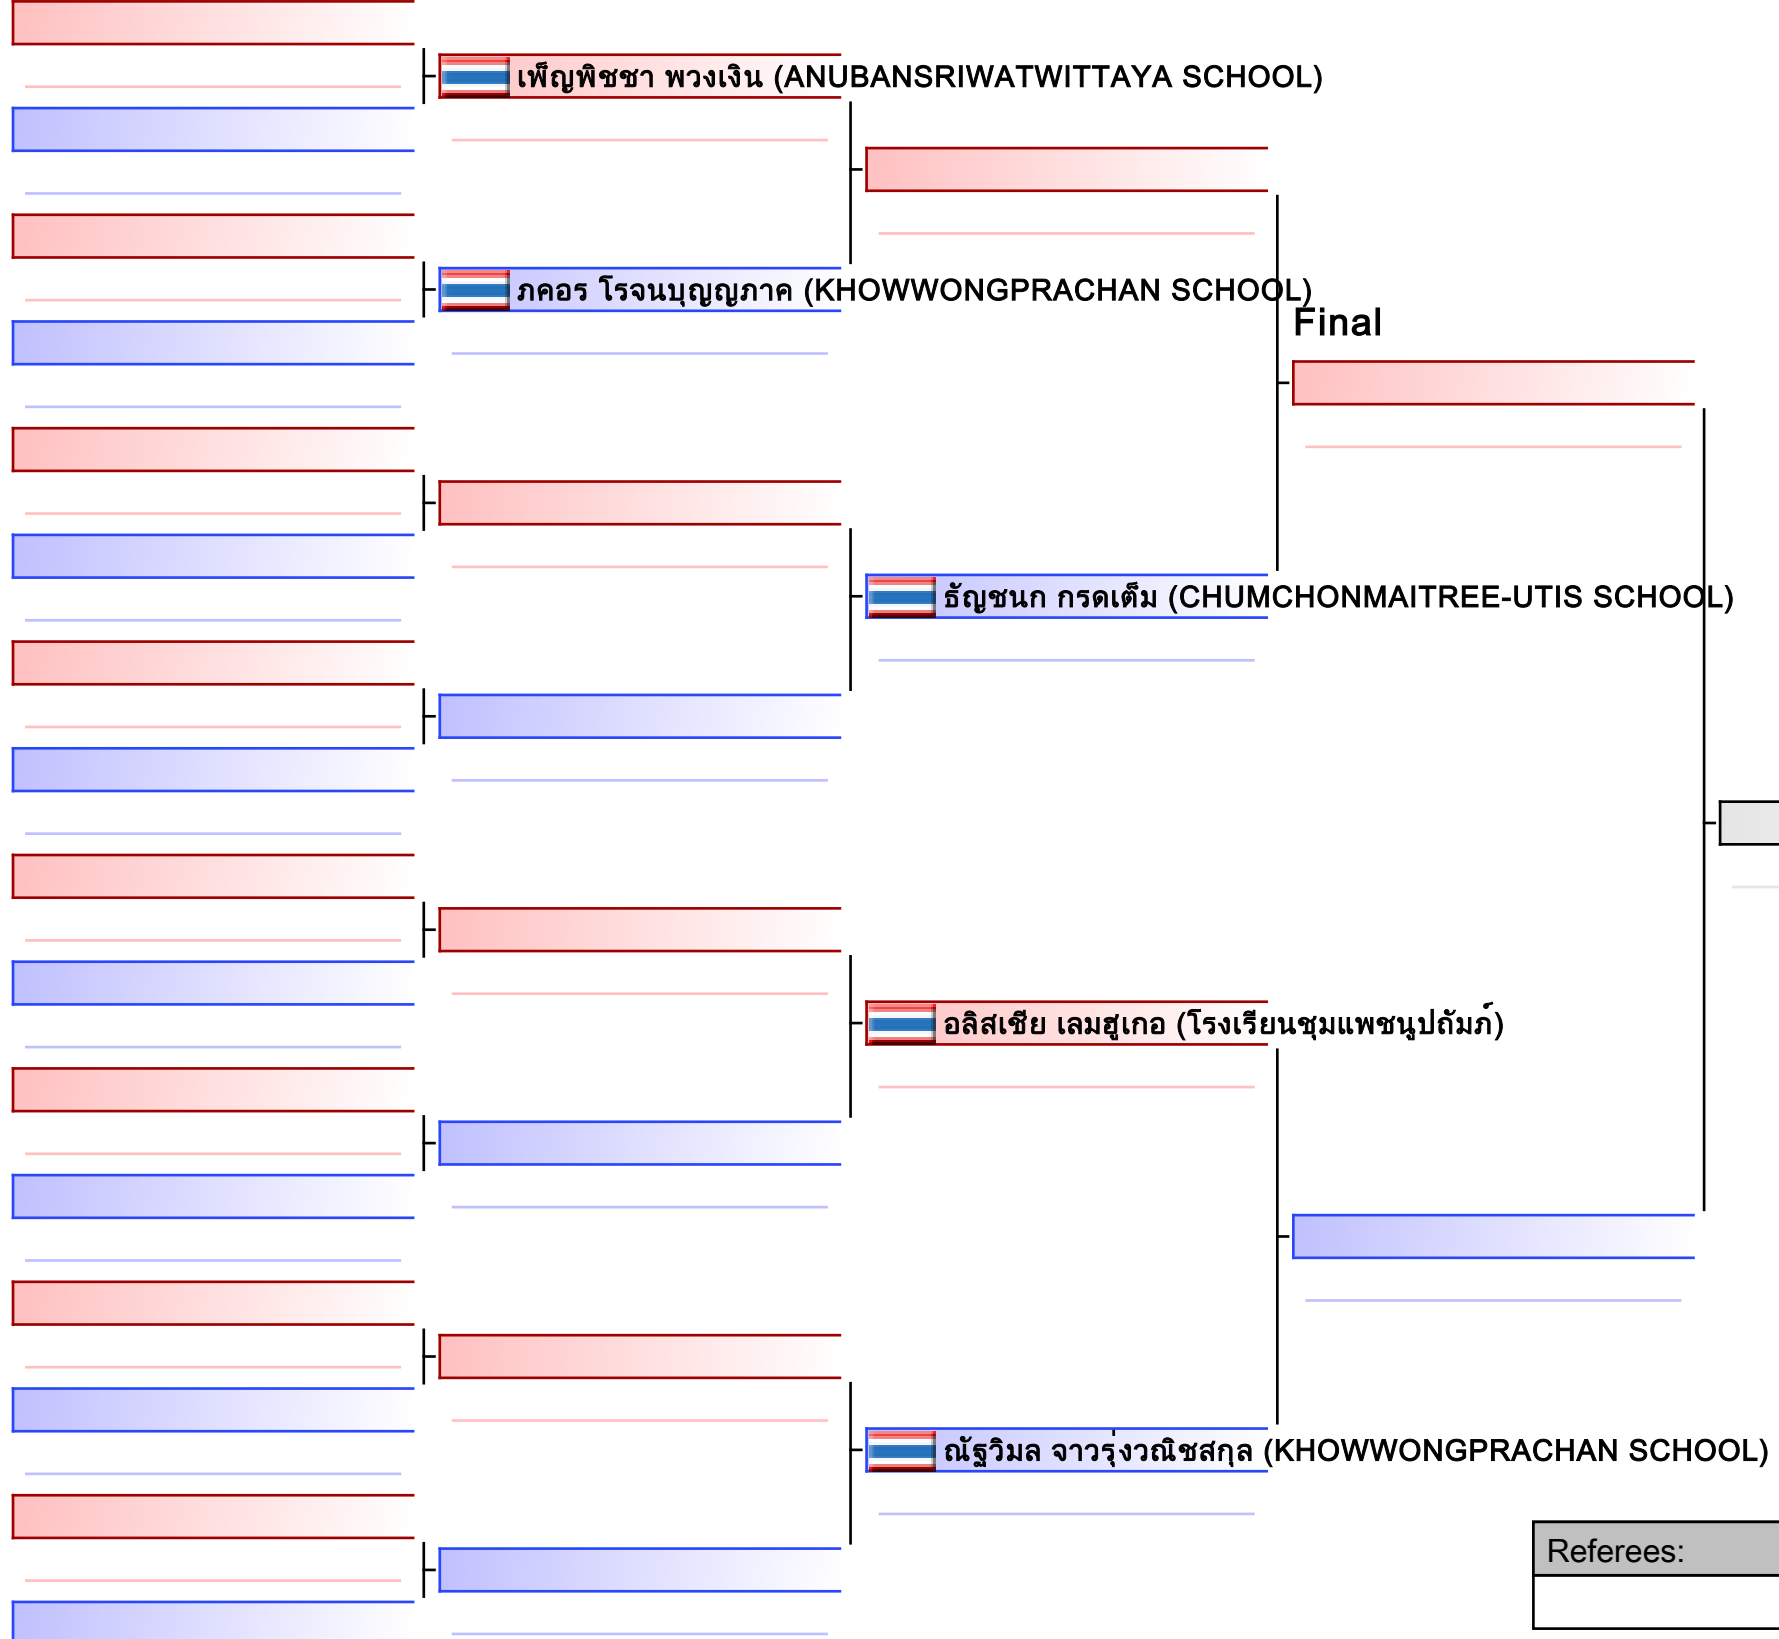 เพ็ญพิชชา พวงเงิน (ANUBANSRIWATWITTAYA SCHOOL)
ภคอร โรจนบุญญภาค (KHOWWONGPRACHAN SCHOOL)
Final
ธัญชนก กรดเต็ม (CHUMCHONMAITREE-UTIS SCHOOL)
อลิสเชีย เลมฮูเกอ (โรงเรียนชุมแพชนูปถัมภ์)
ณัฐวิมล จาวรุ่งวณิชสกุล (KHOWWONGPRACHAN SCHOOL)
Referees: